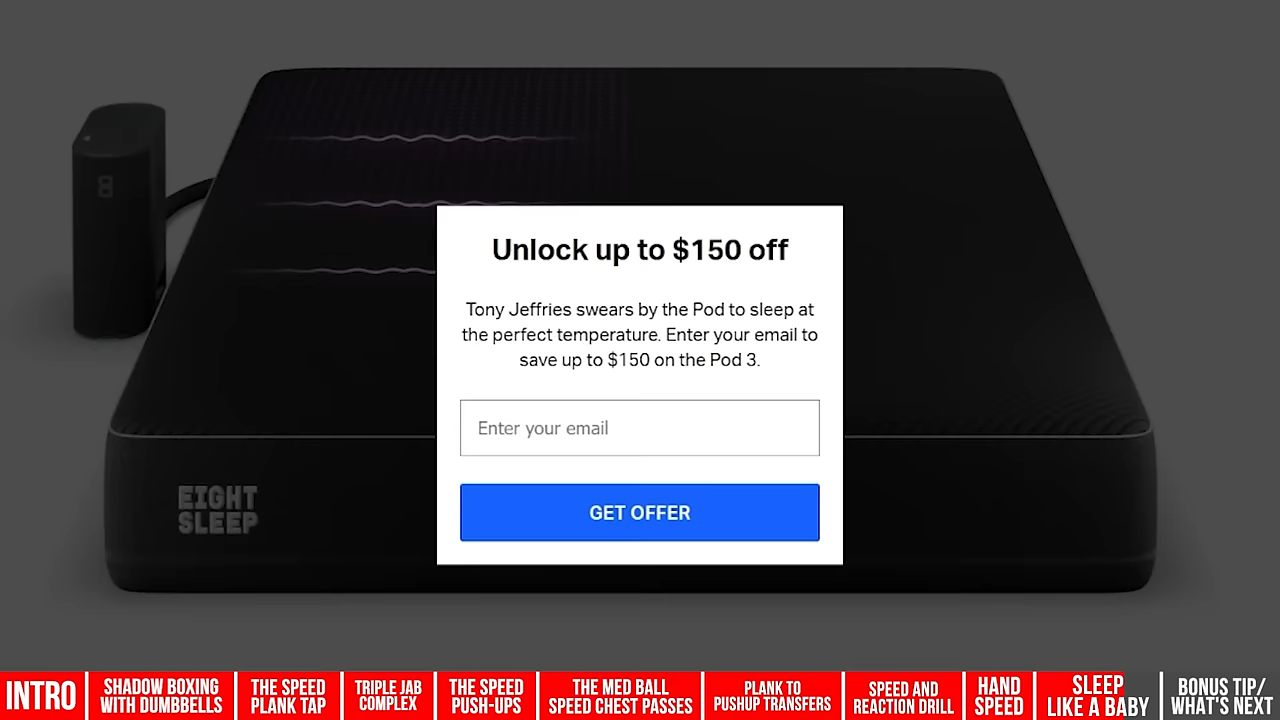 Unlock up to $150 off
Tony Jeffries swears by the Pod to sleep at
the perfect temperature. Enter your email to
save up to $150 on the Pod 3.
Enter your email
GET OFFER
8
EIGHT
SLEEP
INTRO
SHADOW BOXING
WITH DUMBBELLS
THE SPEED
PLANK TAP
TRIPLE JAB
COMPLEX
THE SPEED
PUSH-UPS
THE MED BALL
SPEED CHEST PASSES
PLANK TO
PUSHUP TRANSFERS
SPEED AND
REACTION DRILL
HAND
SPEED
SLEEP
LIKE A BABY
BONUS TIP/
WHAT'S NEXT